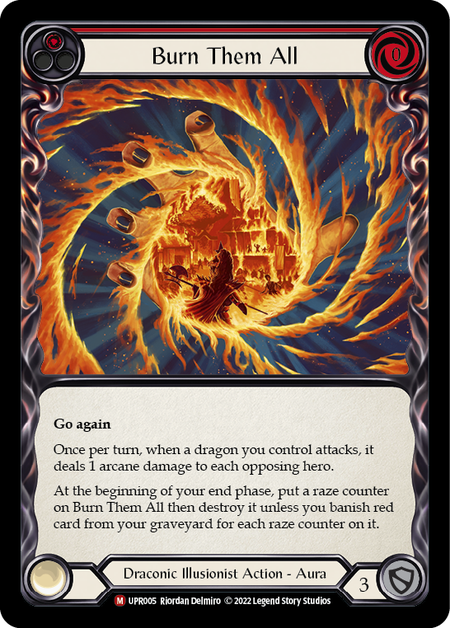 Burn Them All
0
Go again
Once per turn, when a dragon you control attacks, it
deals 1 arcane damage to each opposing hero.
At the beginning of your end phase, put a raze counter
on Burn Them All then destroy it unless you banish red
card from your graveyard for each raze counter on it.
Draconic Illusionist Action - Aura
3
M UPR005 Riordan Delmiro © 2022 Legend Story Studios